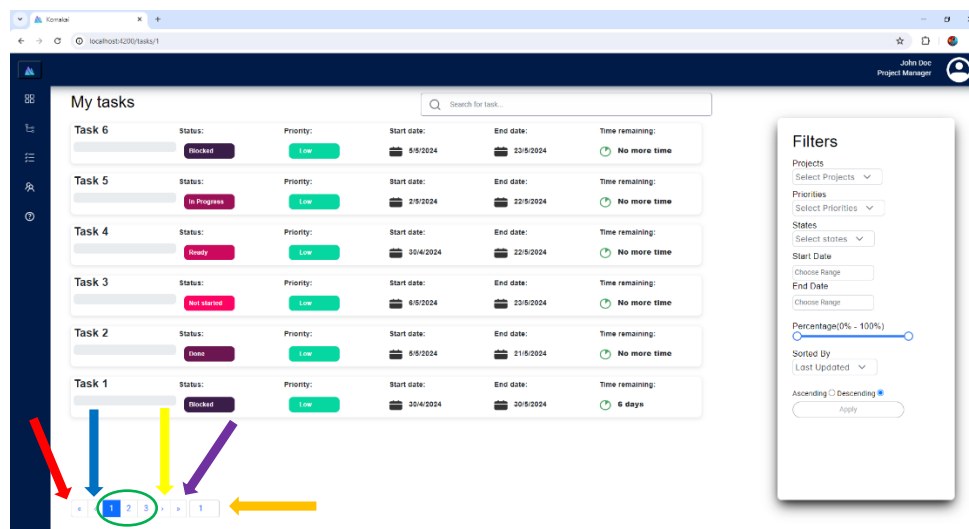 Komakai
localhost:4200/tasks/1
John Doe
Project Manager
My tasks
Search for task...
Task 6 Status: Priority: Start date: End date: Time remaining:
Blocked Low 5/5/2024 23/5/2024 No more time
Task 5 Status: Priority: Start date: End date: Time remaining:
In Progress Low 2/5/2024 22/5/2024 No more time
Task 4 Status: Priority: Start date: End date: Time remaining:
Ready Low 30/4/2024 22/5/2024 No more time
Task 3 Status: Priority: Start date: End date: Time remaining:
Not started Low 6/5/2024 23/5/2024 No more time
Task 2 Status: Priority: Start date: End date: Time remaining:
Done Low 5/5/2024 21/5/2024 No more time
Task 1 Status: Priority: Start date: End date: Time remaining:
Blocked Low 30/4/2024 30/5/2024 6 days
« ‹ 1 2 3 › » 1
Filters
Projects
Select Projects
Priorities
Select Priorities
States
Select states
Start Date
Choose Range
End Date
Choose Range
Percentage(0% - 100%)
Sorted By
Last Updated
Ascending Descending
Apply